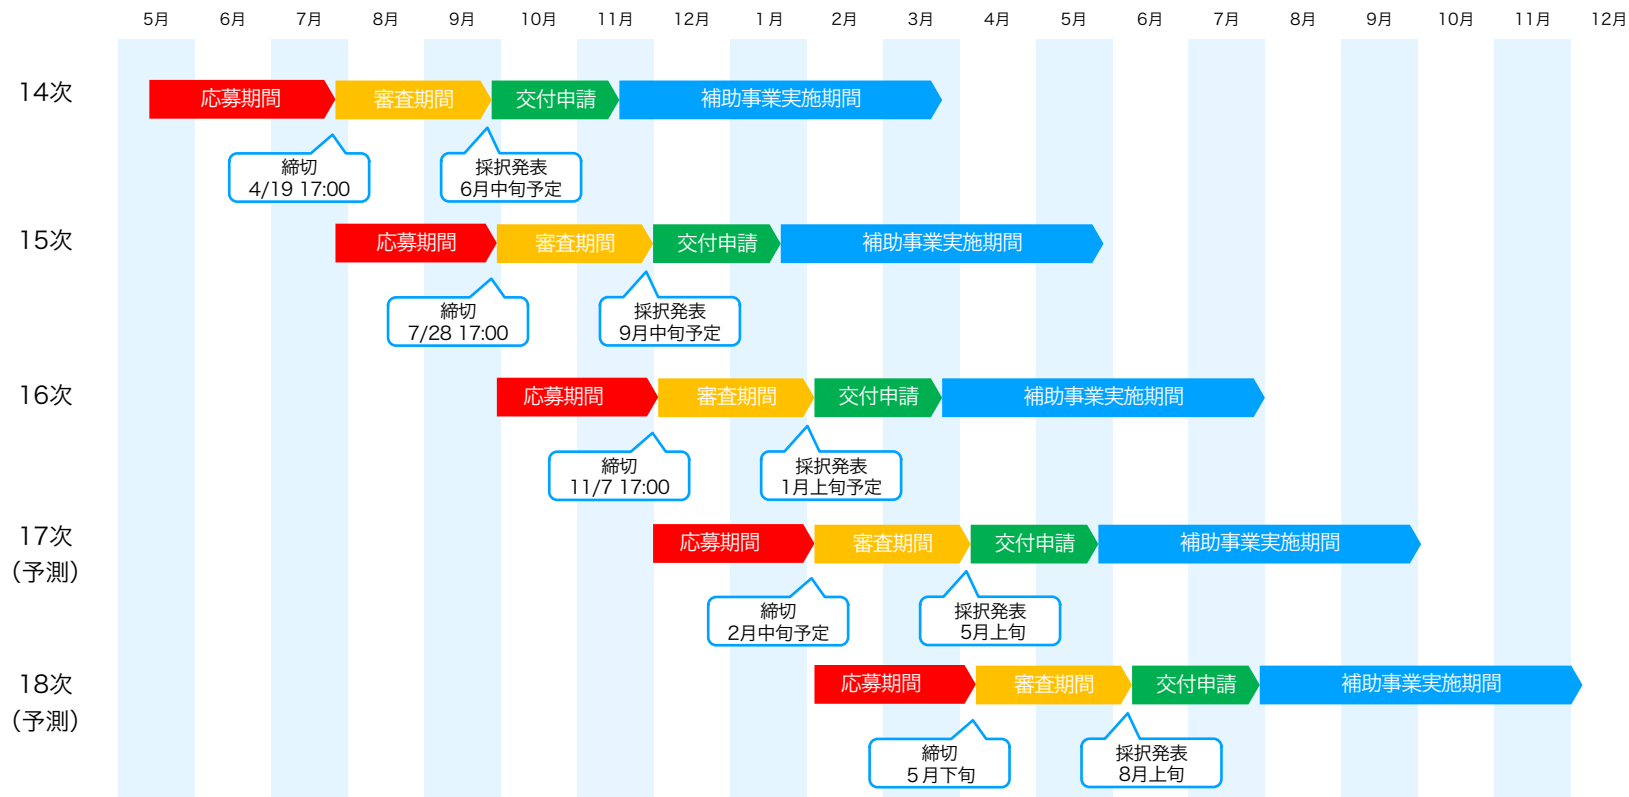 5月 6月 7月 8月 9月 10月 11月 12月 1月 2月 3月 4月 5月 6月 7月 8月 9月 10月 11月 12月
14次
応募期間 審査期間 交付申請 補助事業実施期間
締切
4/19 17:00
採択発表
6月中旬予定
15次
応募期間 審査期間 交付申請 補助事業実施期間
締切
7/28 17:00
採択発表
9月中旬予定
16次
応募期間 審査期間 交付申請 補助事業実施期間
締切
11/7 17:00
採択発表
1月上旬予定
17次
（予測）
応募期間 審査期間 交付申請 補助事業実施期間
締切
2月中旬予定
採択発表
5月上旬
18次
（予測）
応募期間 審査期間 交付申請 補助事業実施期間
締切
5月下旬
採択発表
8月上旬